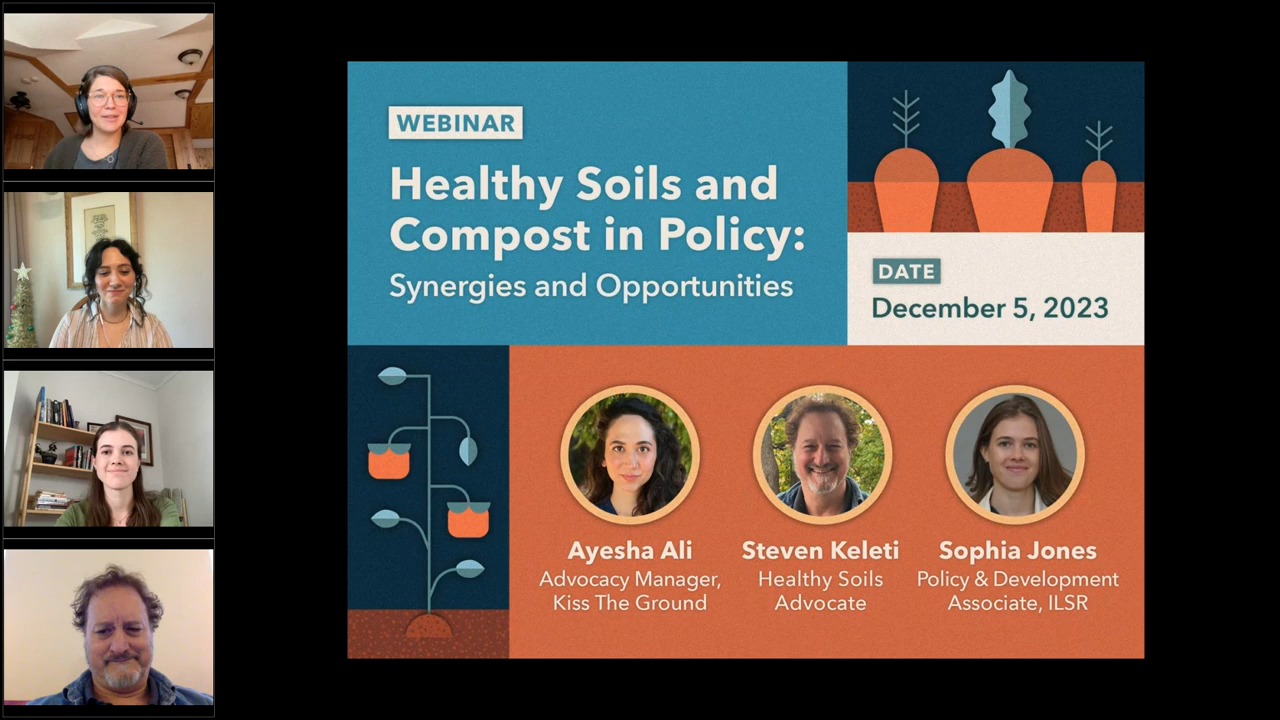 WEBINAR
Healthy Soils and
Compost in Policy:
Synergies and Opportunities
DATE
December 5, 2023
Ayesha Ali
Advocacy Manager,
Kiss The Ground
Steven Keleti
Healthy Soils
Advocate
Sophia Jones
Policy & Development
Associate, ILSR